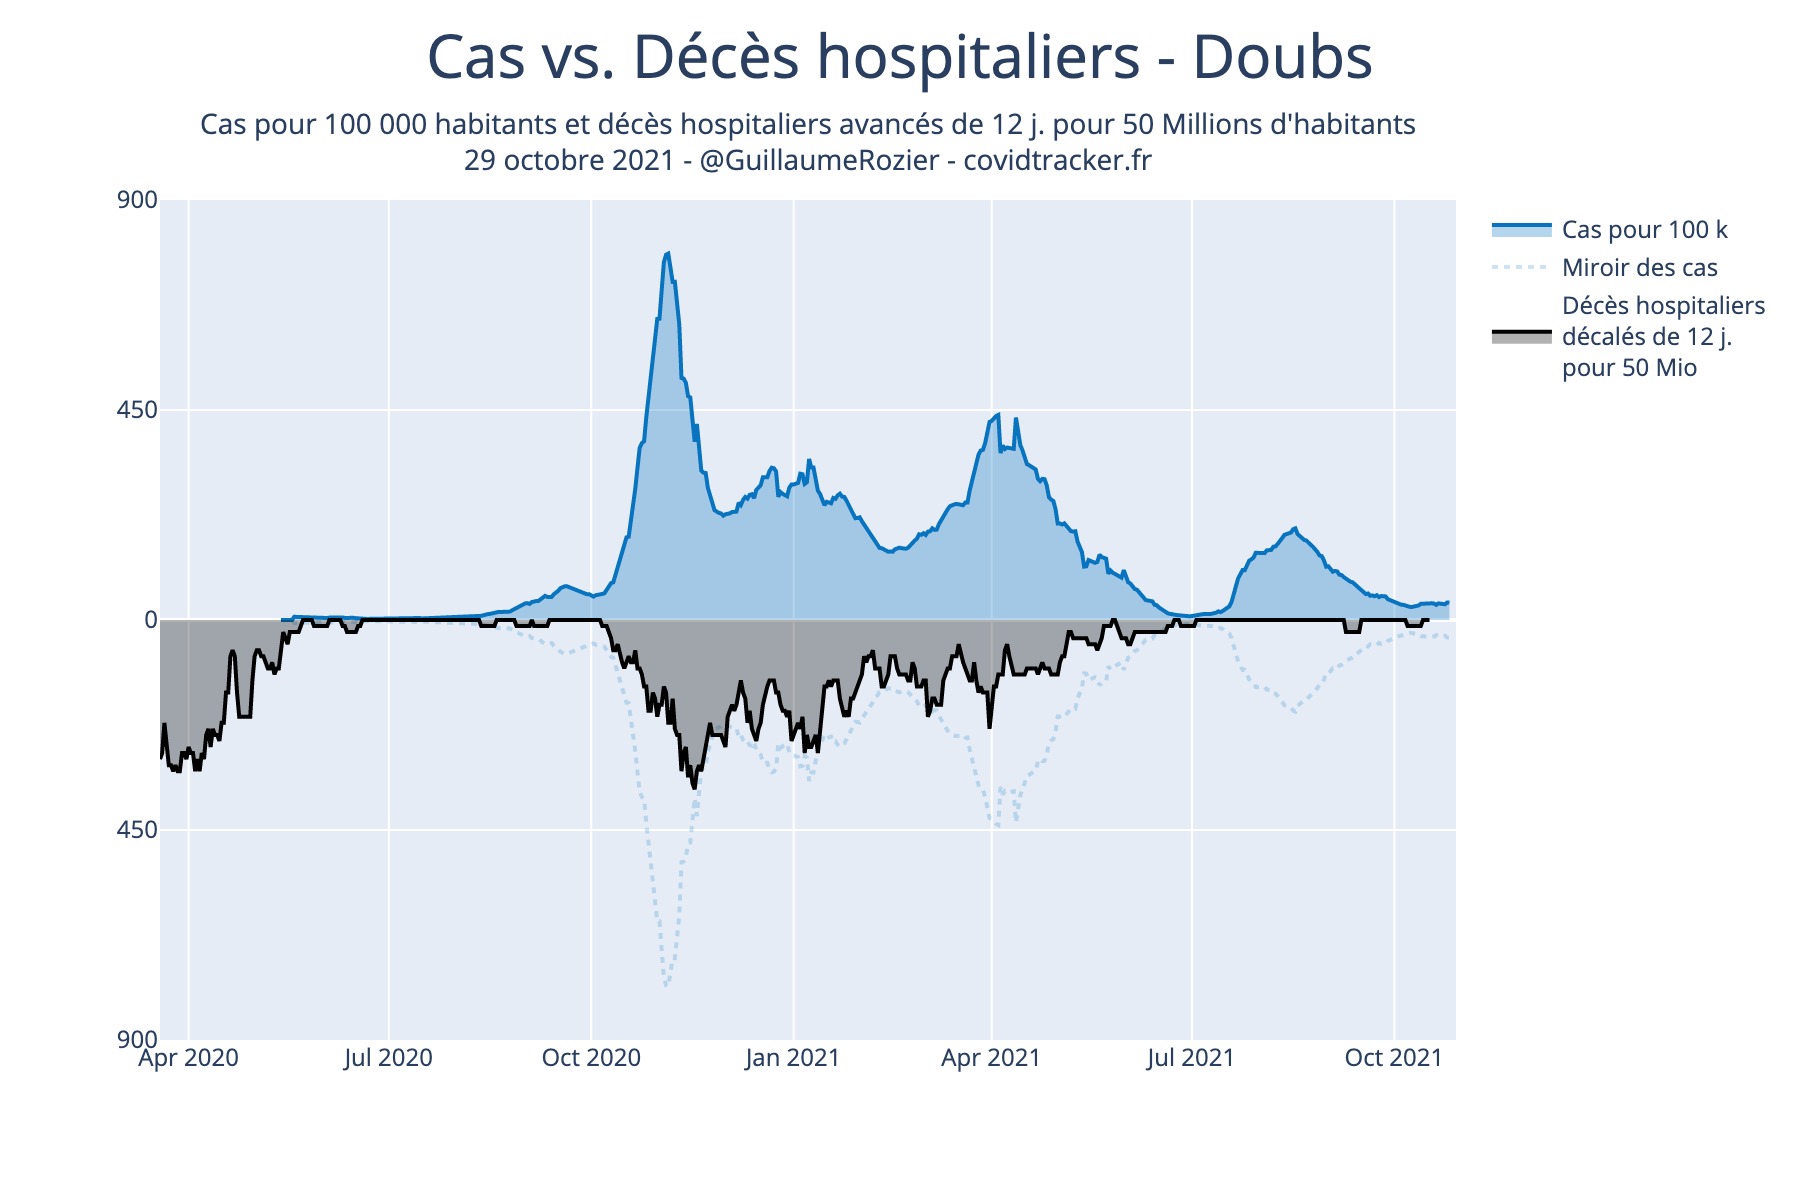 Cas vs. Décès hospitaliers - Doubs
Cas pour 100 000 habitants et décès hospitaliers avancés de 12 j. pour 50 Millions d'habitants
29 octobre 2021 - @GuillaumeRozier - covidtracker.fr
900
450
0
450
900
Apr 2020
Jul 2020
Oct 2020
Jan 2021
Apr 2021
Jul 2021
Oct 2021
Cas pour 100 k
Miroir des cas
Décès hospitaliers
décalés de 12 j.
pour 50 Mio